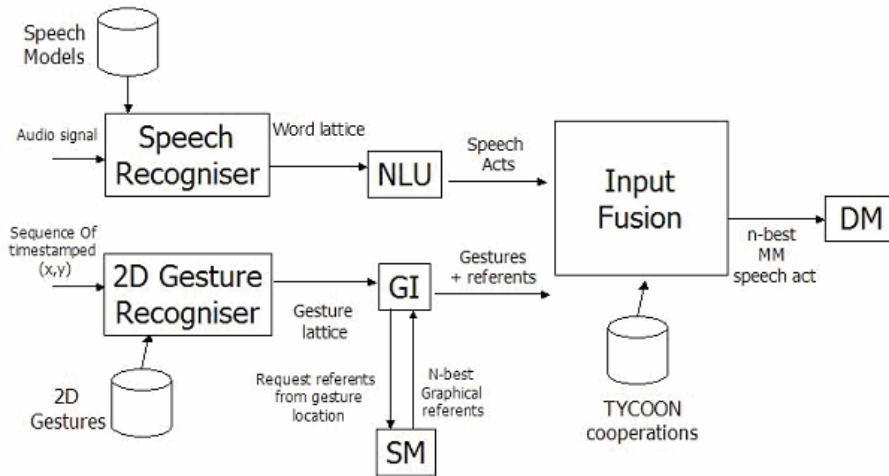 Speech
Models
Audio signal
Speech
Recogniser
Word lattice
NLU
Speech
Acts
Input
Fusion
DM
n-best
MM
speech act
Sequence Of
timestamped
(x,y)
2D Gesture
Recogniser
Gesture
lattice
GI
Gestures
+ referents
2D
Gestures
Request referents
from gesture
location
N-best
Graphical
referents
SM
TYCOON
cooperations